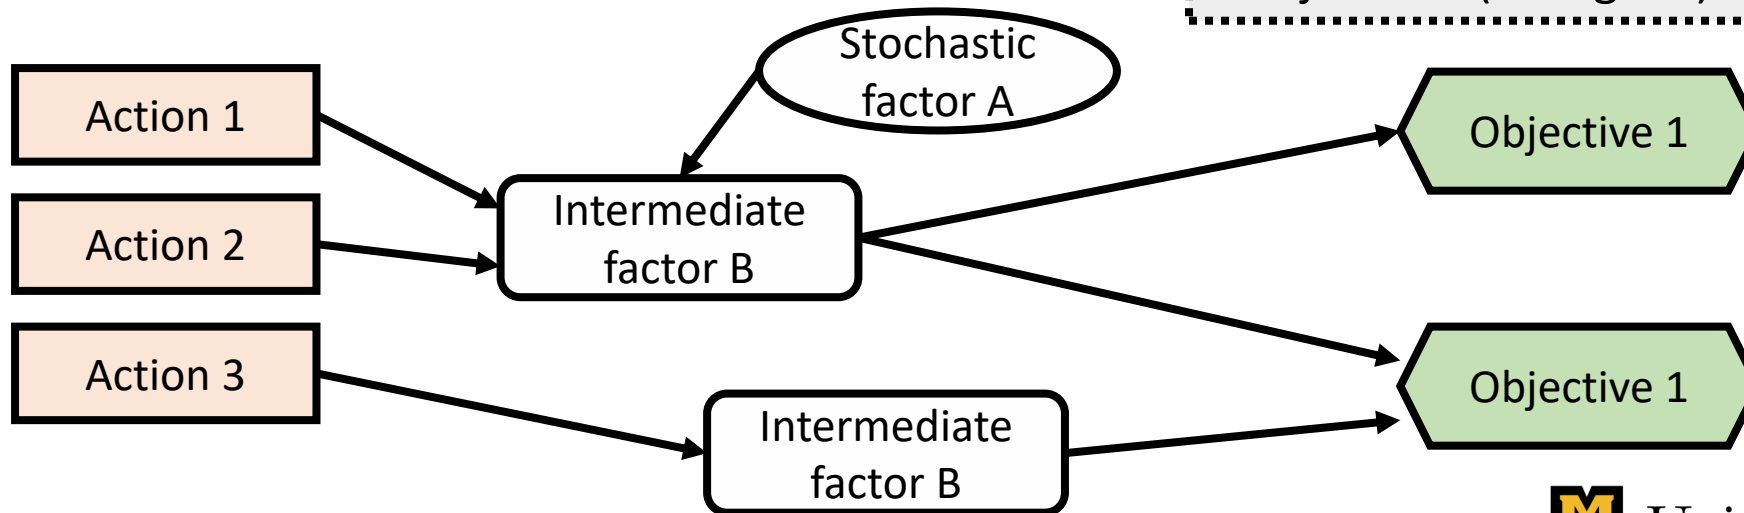 Stochastic
factor A
Action 1
Objective 1
Intermediate
factor B
Action 2
Action 3
Objective 1
Intermediate
factor B
M